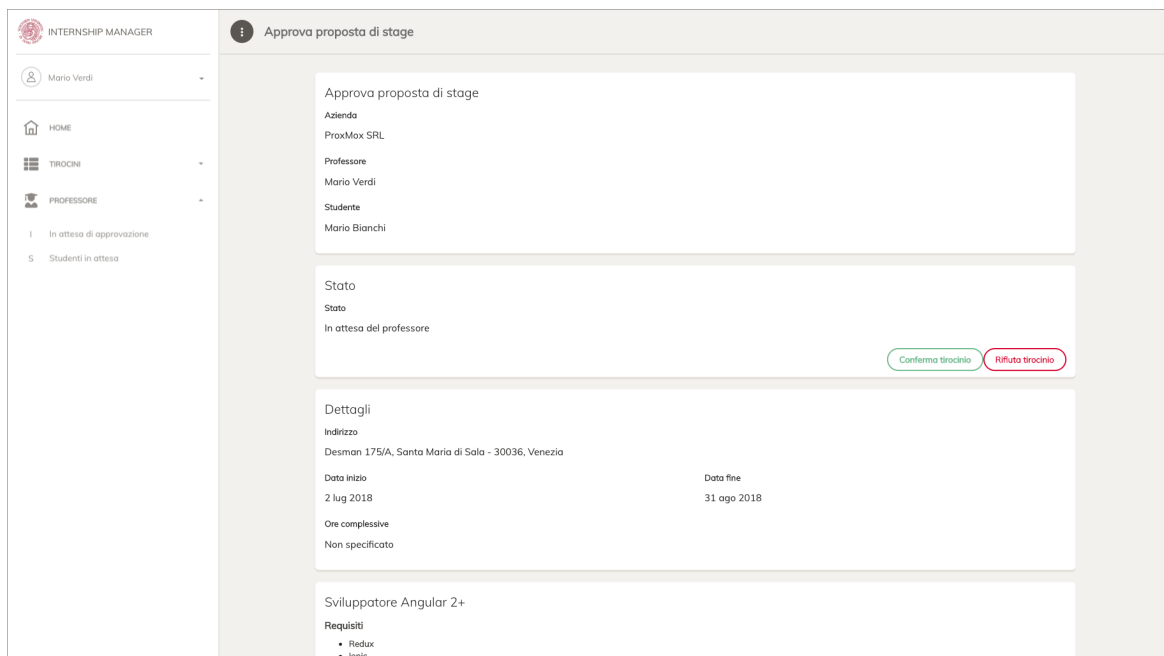 INTERNSHIP MANAGER
Mario Verdi
HOME
TIROCINI
PROFESSORE
I In attesa di approvazione
S Studenti in attesa
Approva proposta di stage
Approva proposta di stage
Azienda
ProxMox SRL
Professore
Mario Verdi
Studente
Mario Bianchi
Stato
Stato
In attesa del professore
Conferma tirocinio Rifiuta tirocinio
Dettagli
Indirizzo
Desman 175/A, Santa Maria di Sala - 30036, Venezia
Data inizio Data fine
2 lug 2018 31 ago 2018
Ore complessive
Non specificato
Sviluppatore Angular 2+
Requisiti
• Redux
• Ionic